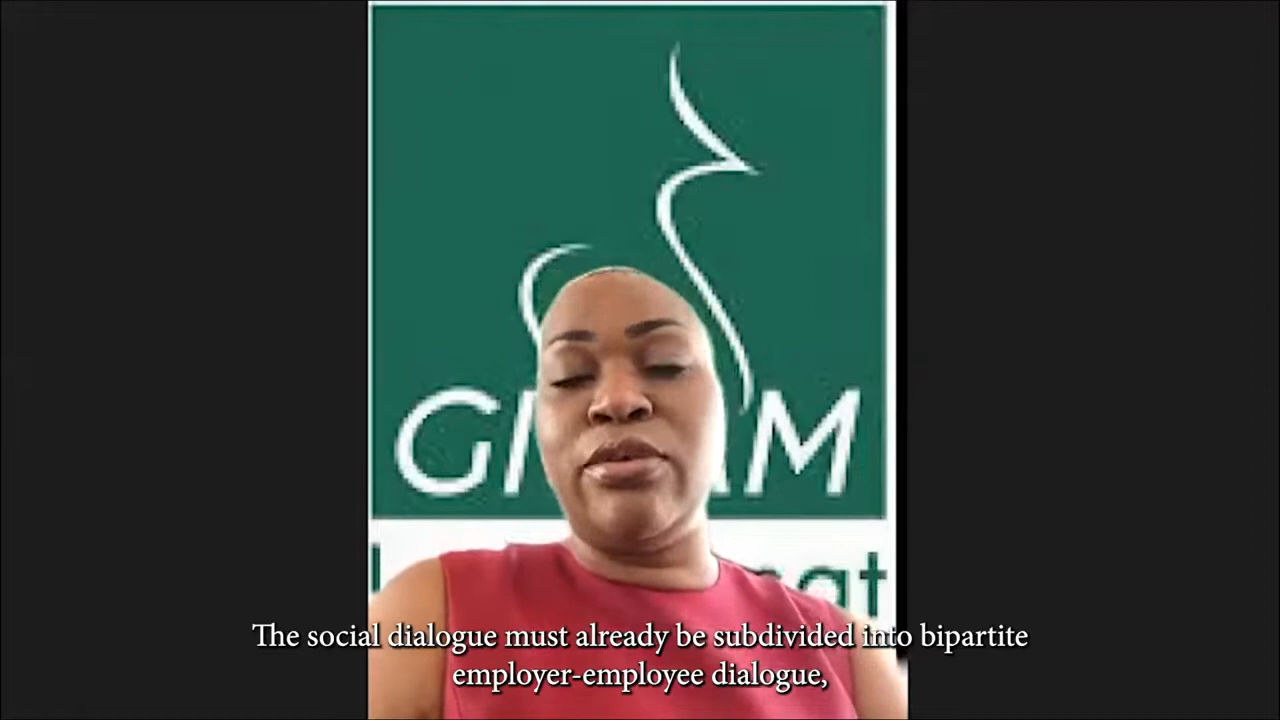 The social dialogue must already be subdivided into bipartite
employer-employee dialogue,